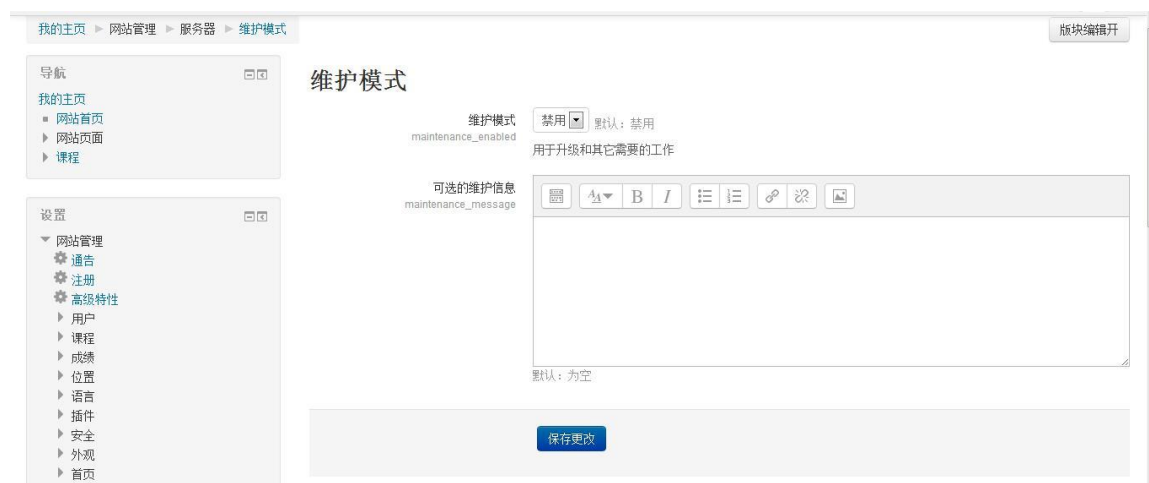 我的主页 ▶ 网站管理 ▶ 服务器 ▶ 维护模式
版块编辑开
导航
我的主页
网站首页
网站页面
课程
设置
网站管理
通告
注册
高级特性
用户
课程
成绩
位置
语言
插件
安全
外观
首页
维护模式
维护模式
maintenance_enabled
禁用 默认：禁用
用于升级和其它需要的工作
可选的维护信息
maintenance_message
B I
默认：为空
保存更改